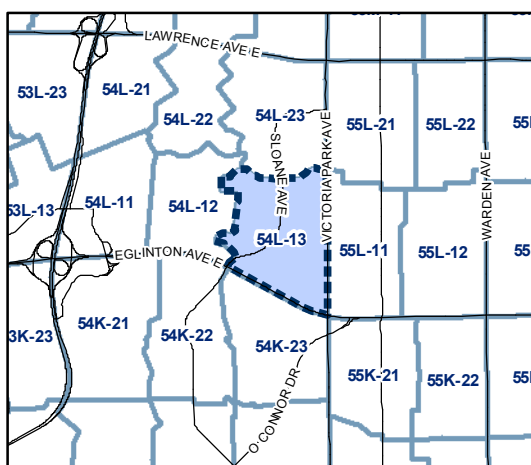 LAWRENCE AVE E
53L-23
54L-21
54L-22
54L-23
55L-21
55L-22
SLOANE AVE
VICTORIA PARK AVE
WARDEN AVE
53L-13
54L-11
54L-12
54L-13
55L-11
55L-12
EGLINTON AVE E
3K-23
54K-21
54K-22
54K-23
55K-21
55K-22
O'CONNOR DR